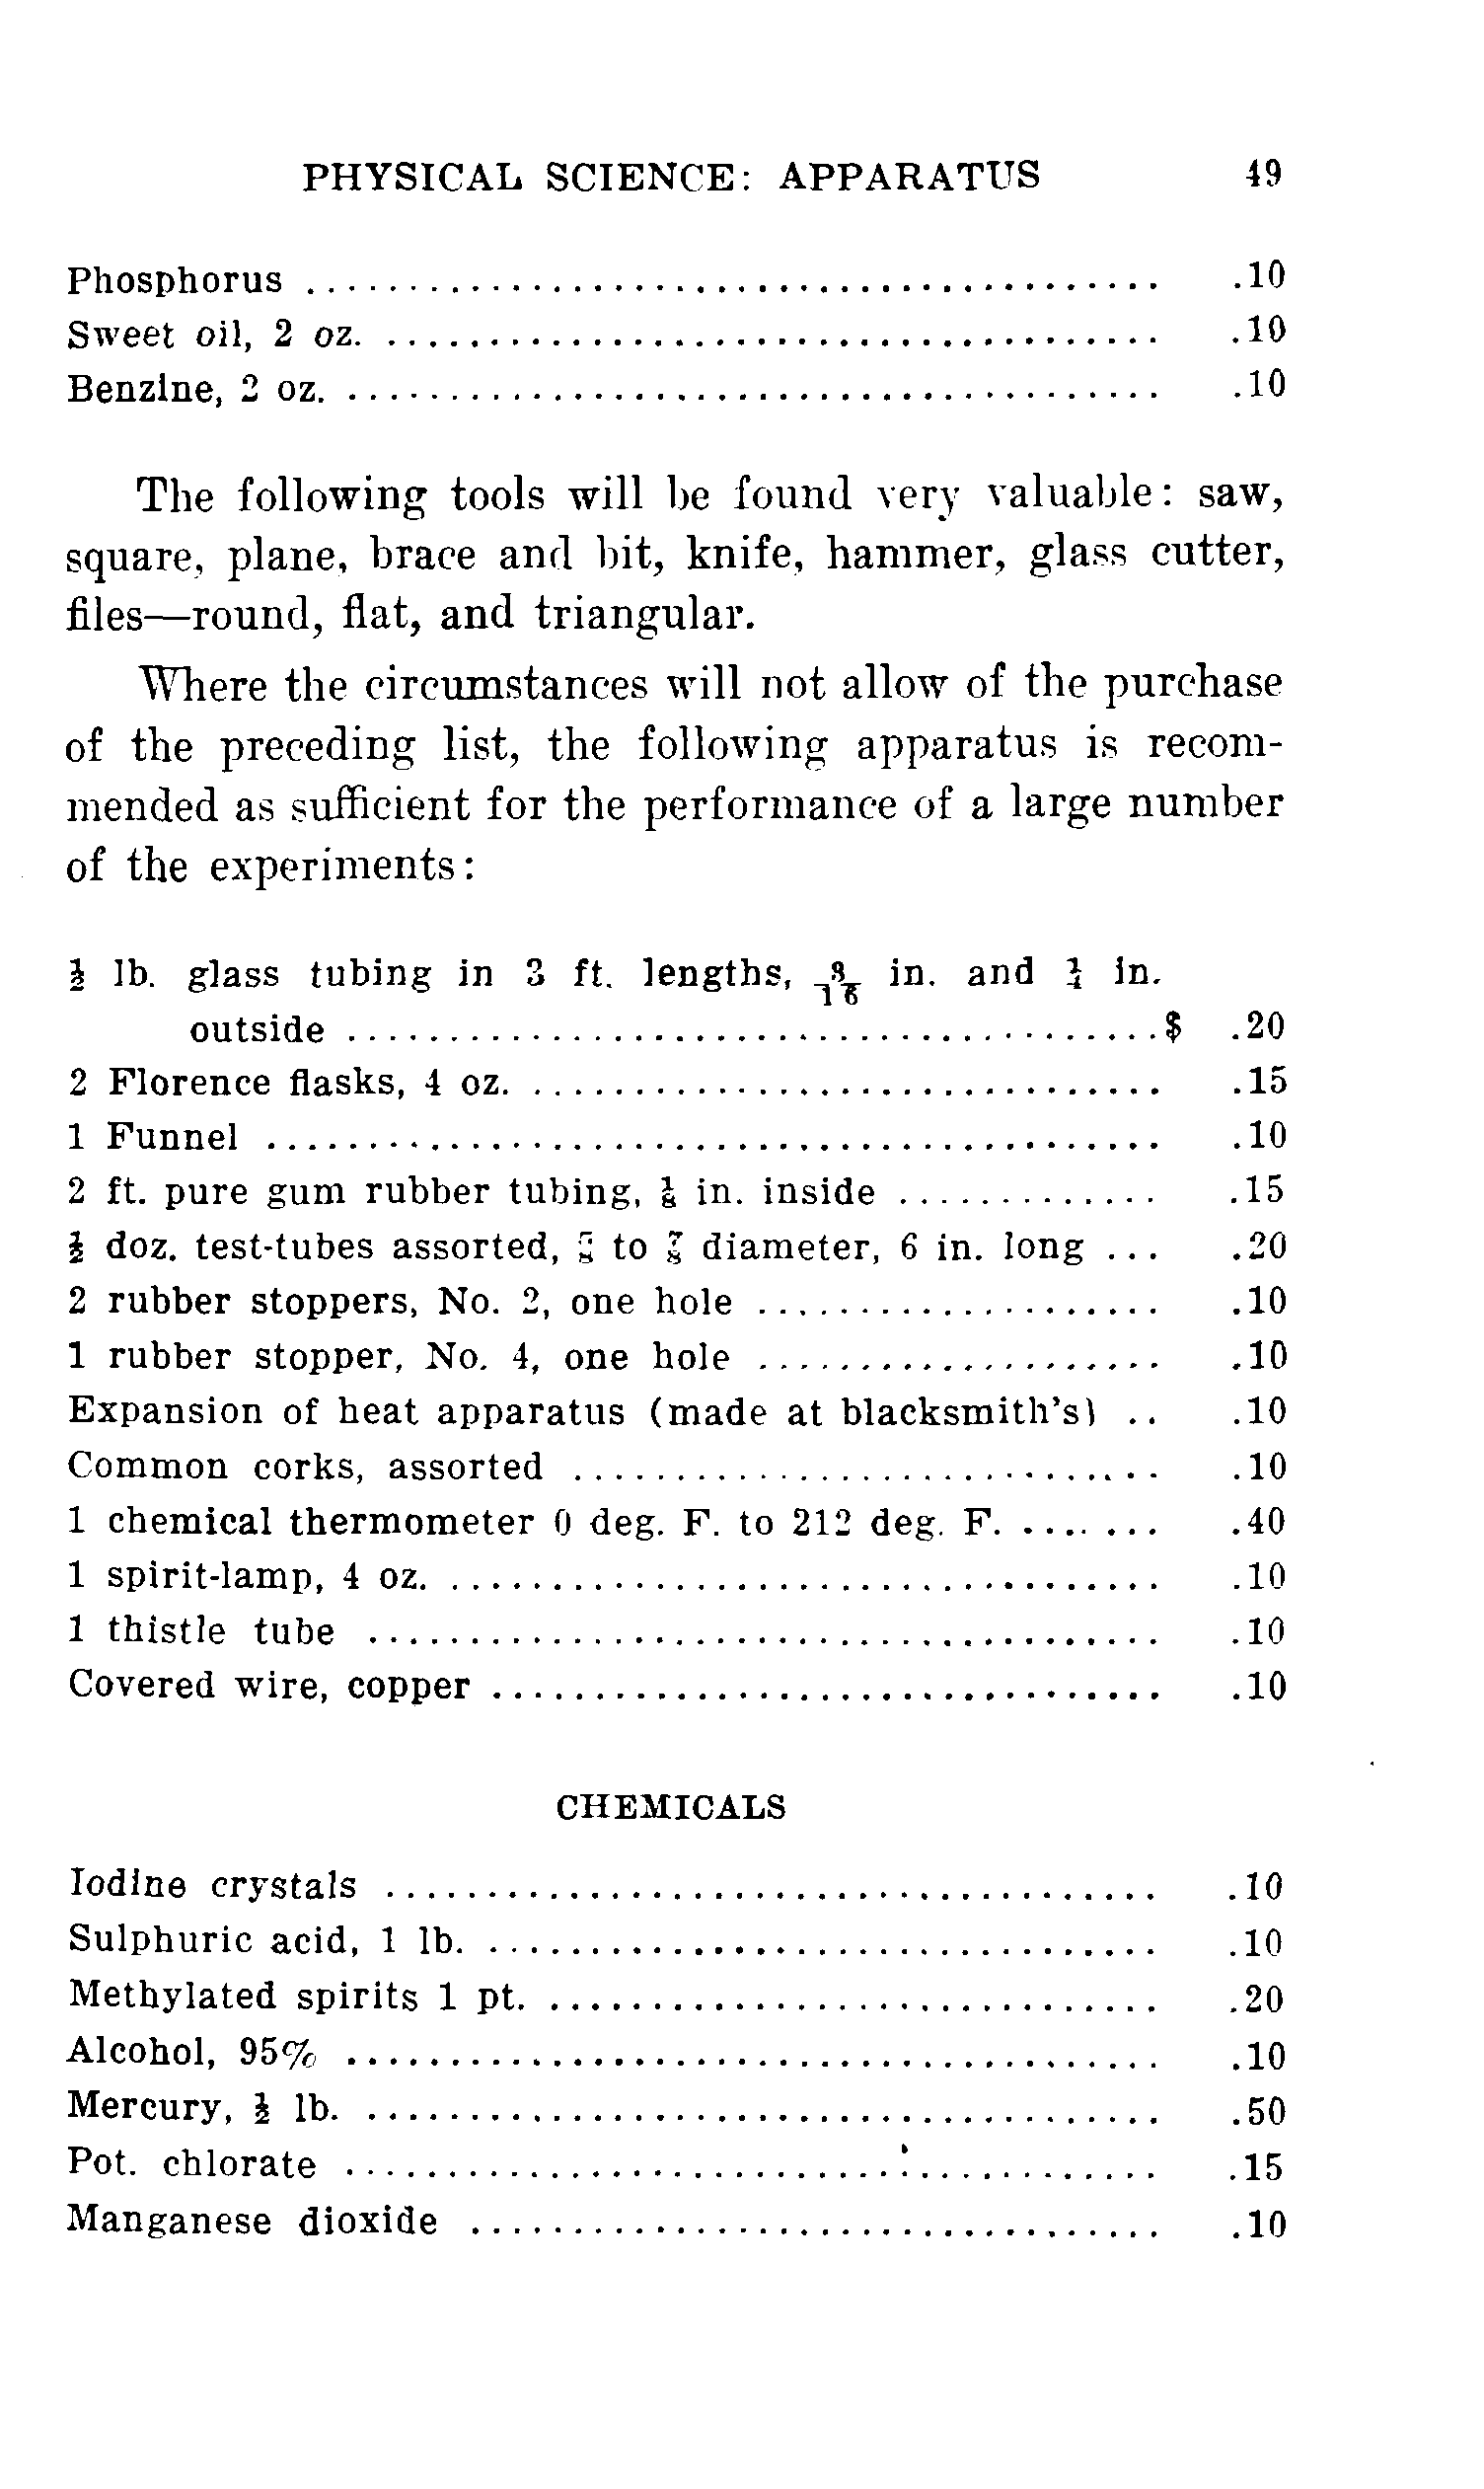 PHYSICAL SCIENCE: APPARATUS 49
Phosphorus .......................................... .10
Sweet oil, 2 oz. ...................................... .10
Benzine, 2 oz. ........................................ .10
The following tools will be found very valuable: saw,
square, plane, brace and bit, knife, hammer, glass cutter,
files—round, flat, and triangular.
Where the circumstances will not allow of the purchase
of the preceding list, the following apparatus is recom-
mended as sufficient for the performance of a large number
of the experiments:
½ lb. glass tubing in 3 ft. lengths, 3/16 in. and ¼ in.
outside ........................................$ .20
2 Florence flasks, 4 oz. ............................... .15
1 Funnel ............................................ .10
2 ft. pure gum rubber tubing, ⅛ in. inside ............. .15
½ doz. test-tubes assorted, ⅝ to ⅞ diameter, 6 in. long ... .20
2 rubber stoppers, No. 2, one hole .................... .10
1 rubber stopper, No. 4, one hole .................... .10
Expansion of heat apparatus (made at blacksmith's) .. .10
Common corks, assorted ............................. .10
1 chemical thermometer 0 deg. F. to 212 deg. F. ....... .40
1 spirit-lamp, 4 oz. ................................... .10
1 thistle tube ....................................... .10
Covered wire, copper ................................. .10
CHEMICALS
Iodine crystals ...................................... .10
Sulphuric acid, 1 lb. ................................. .10
Methylated spirits 1 pt. .............................. .20
Alcohol, 95% ........................................ .10
Mercury, ½ lb. ....................................... .50
Pot. chlorate ........................................ .15
Manganese dioxide .................................. .10